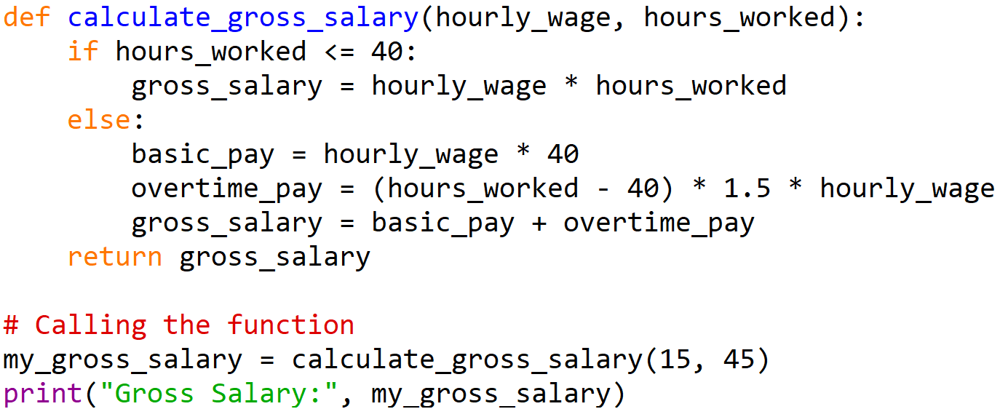 def calculate_gross_salary(hourly_wage, hours_worked):
    if hours_worked <= 40:
        gross_salary = hourly_wage * hours_worked
    else:
        basic_pay = hourly_wage * 40
        overtime_pay = (hours_worked - 40) * 1.5 * hourly_wage
        gross_salary = basic_pay + overtime_pay
    return gross_salary

# Calling the function
my_gross_salary = calculate_gross_salary(15, 45)
print("Gross Salary:", my_gross_salary)